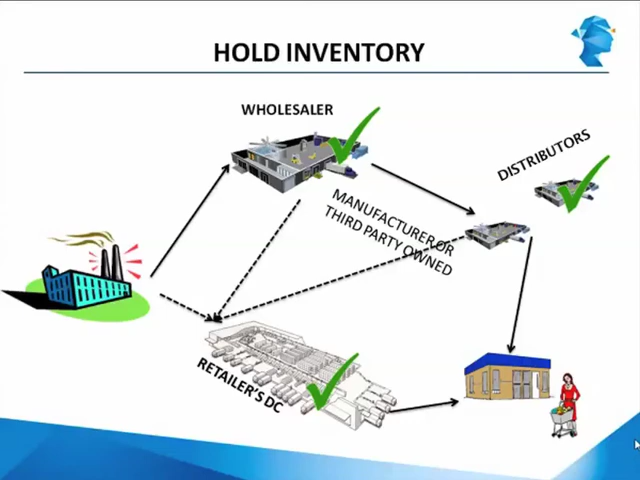 HOLD INVENTORY
WHOLESALER
DISTRIBUTORS
MANUFACTURER OR
THIRD PARTY OWNED
RETAILER'S DC